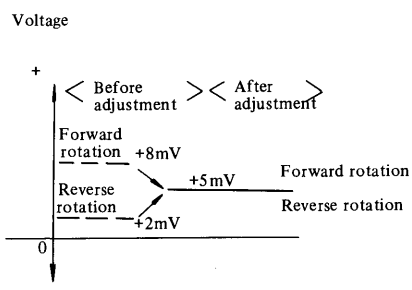 Voltage
+
< Before adjustment >
< After adjustment >
Forward rotation
+8mV
Reverse rotation
+2mV
+5mV
Forward rotation
Reverse rotation
0